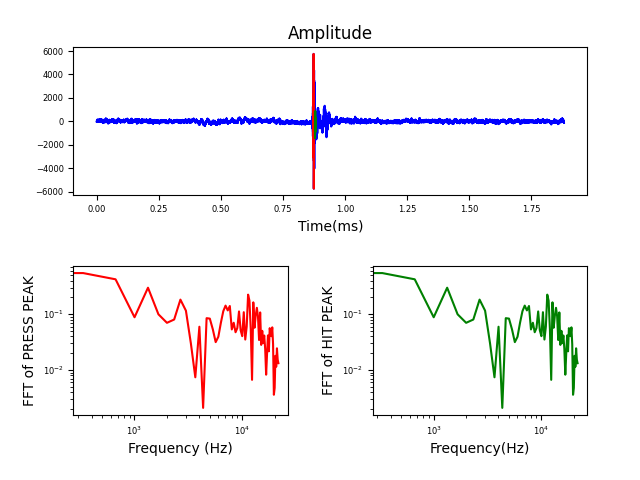 Amplitude
6000
4000
2000
0
−2000
−4000
−6000
0.00 0.25 0.50 0.75 1.00 1.25 1.50 1.75
Time(ms)
FFT of PRESS PEAK
10⁻¹
10⁻²
10³ 10⁴
Frequency (Hz)
FFT of HIT PEAK
10⁻¹
10⁻²
10³ 10⁴
Frequency(Hz)